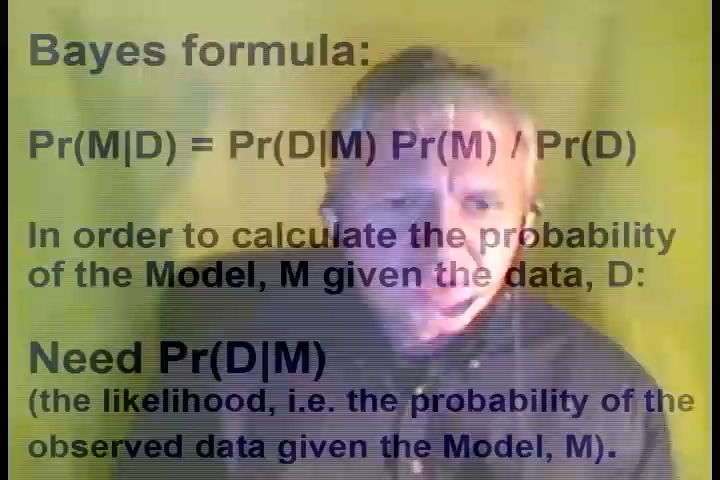 Bayes formula:
Pr(M|D) = Pr(D|M) Pr(M) / Pr(D)
In order to calculate the probability
of the Model, M given the data, D:
Need Pr(D|M)
(the likelihood, i.e. the probability of the
observed data given the Model, M).